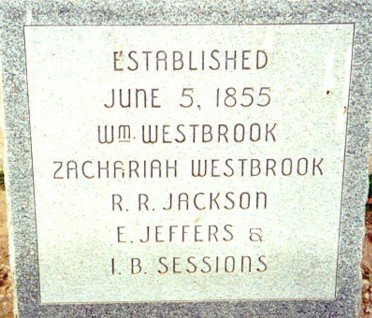 ESTABLISHED
JUNE 5, 1855
Wm. WESTBROOK
ZACHARIAH WESTBROOK
R. R. JACKSON
E. JEFFERS &
I. B. SESSIONS